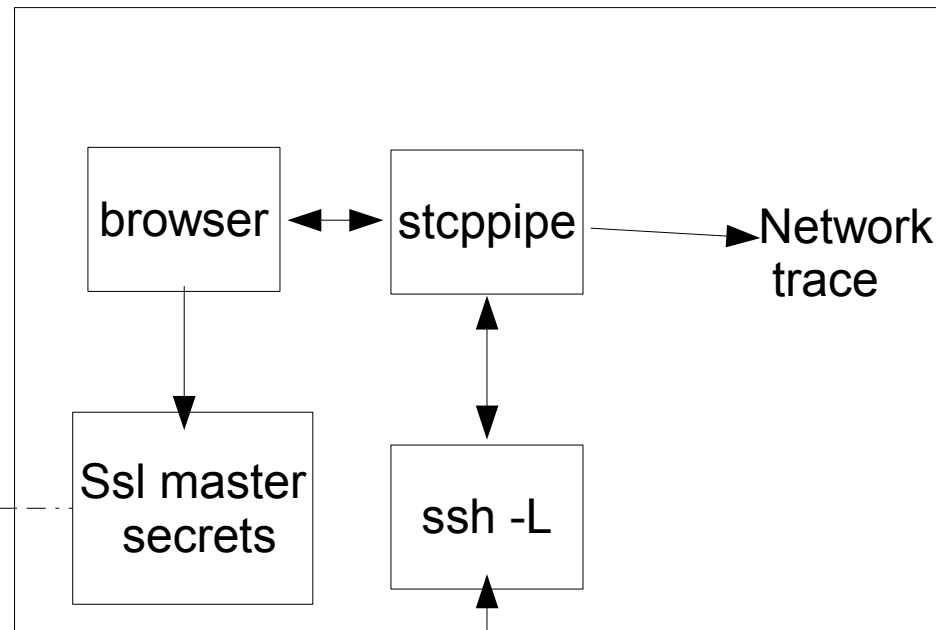 browser
stcppipe
Network
trace
Ssl master
secrets
ssh -L